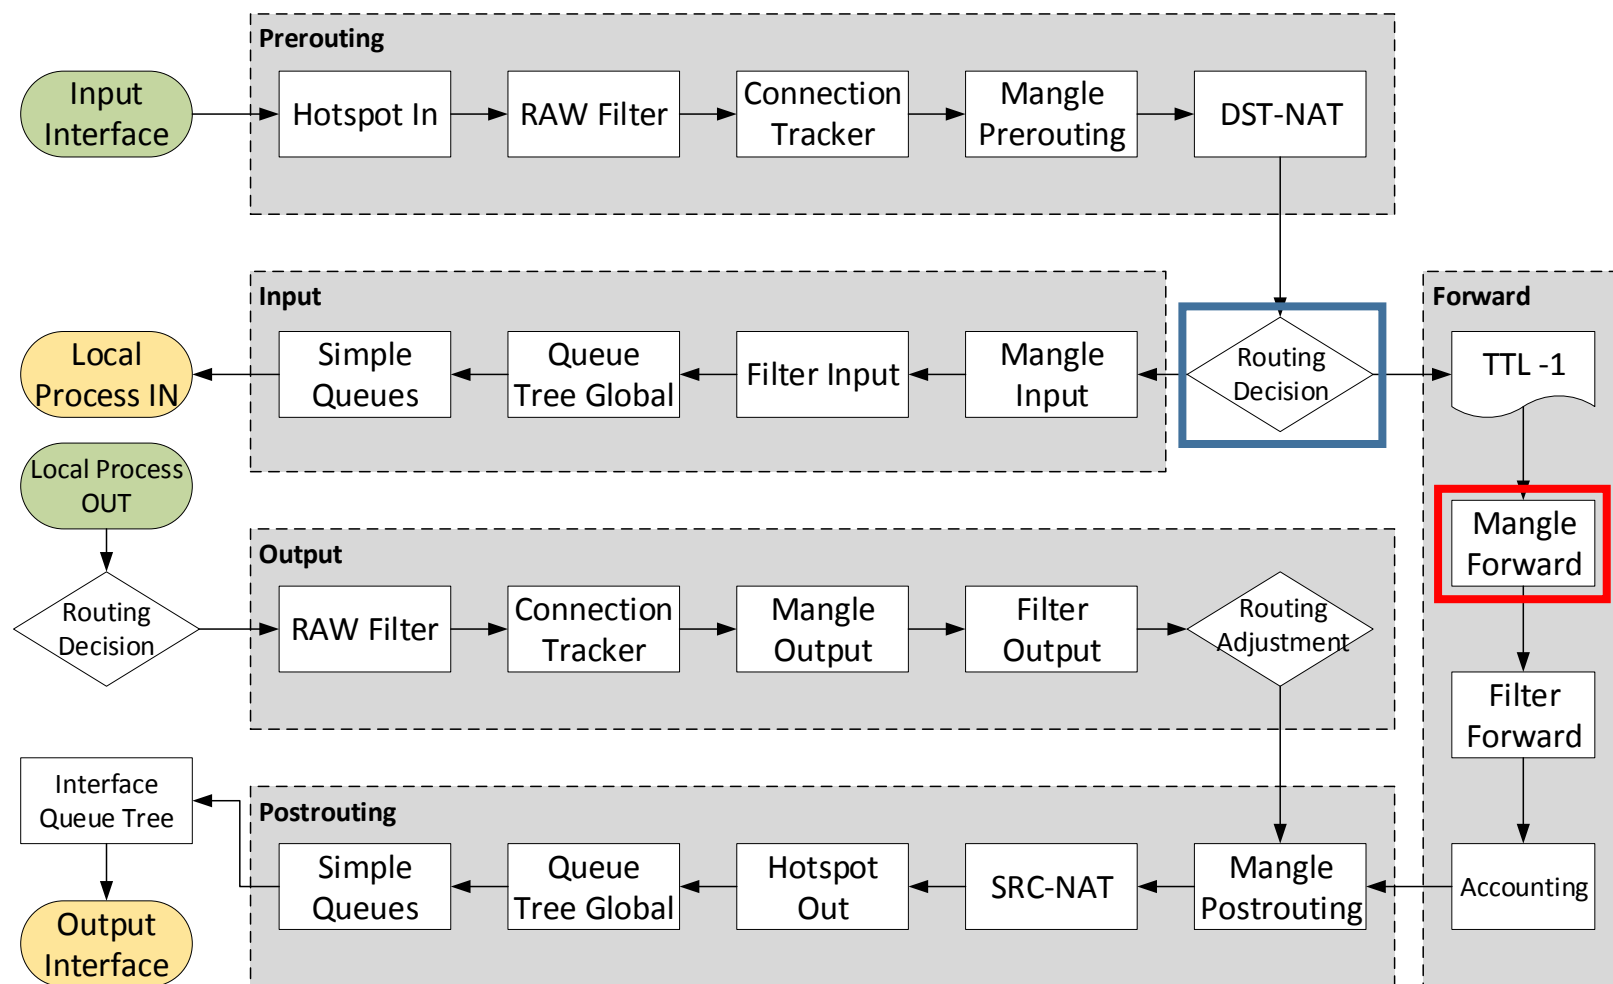 Prerouting
Input
Interface
Hotspot In
RAW Filter
Connection
Tracker
Mangle
Prerouting
DST-NAT
Input
Forward
Local
Process IN
Simple
Queues
Queue
Tree Global
Filter Input
Mangle
Input
Routing
Decision
TTL -1
Local Process
OUT
Mangle
Forward
Output
Routing
Decision
RAW Filter
Connection
Tracker
Mangle
Output
Filter
Output
Routing
Adjustment
Filter
Forward
Interface
Queue Tree
Postrouting
Simple
Queues
Queue
Tree Global
Hotspot
Out
SRC-NAT
Mangle
Postrouting
Accounting
Output
Interface